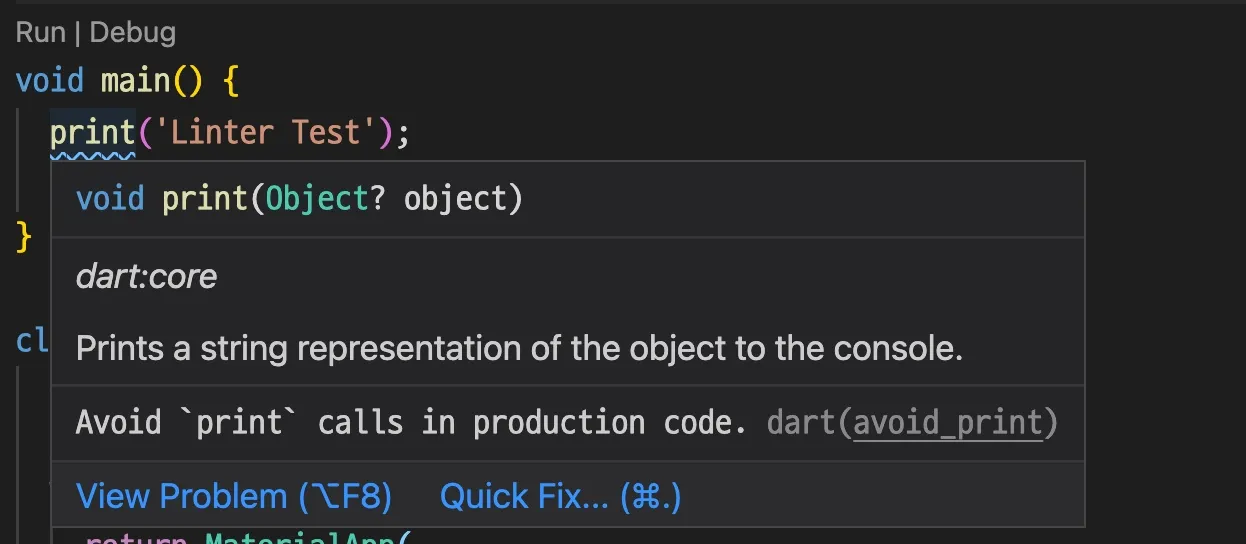 Run | Debug
void main() {
print('Linter Test');
void print(Object? object)
}
dart:core
cl
Prints a string representation of the object to the console.
Avoid `print` calls in production code. dart(avoid_print)
View Problem (⌥F8) Quick Fix... (⌘.)
return MaterialApp(